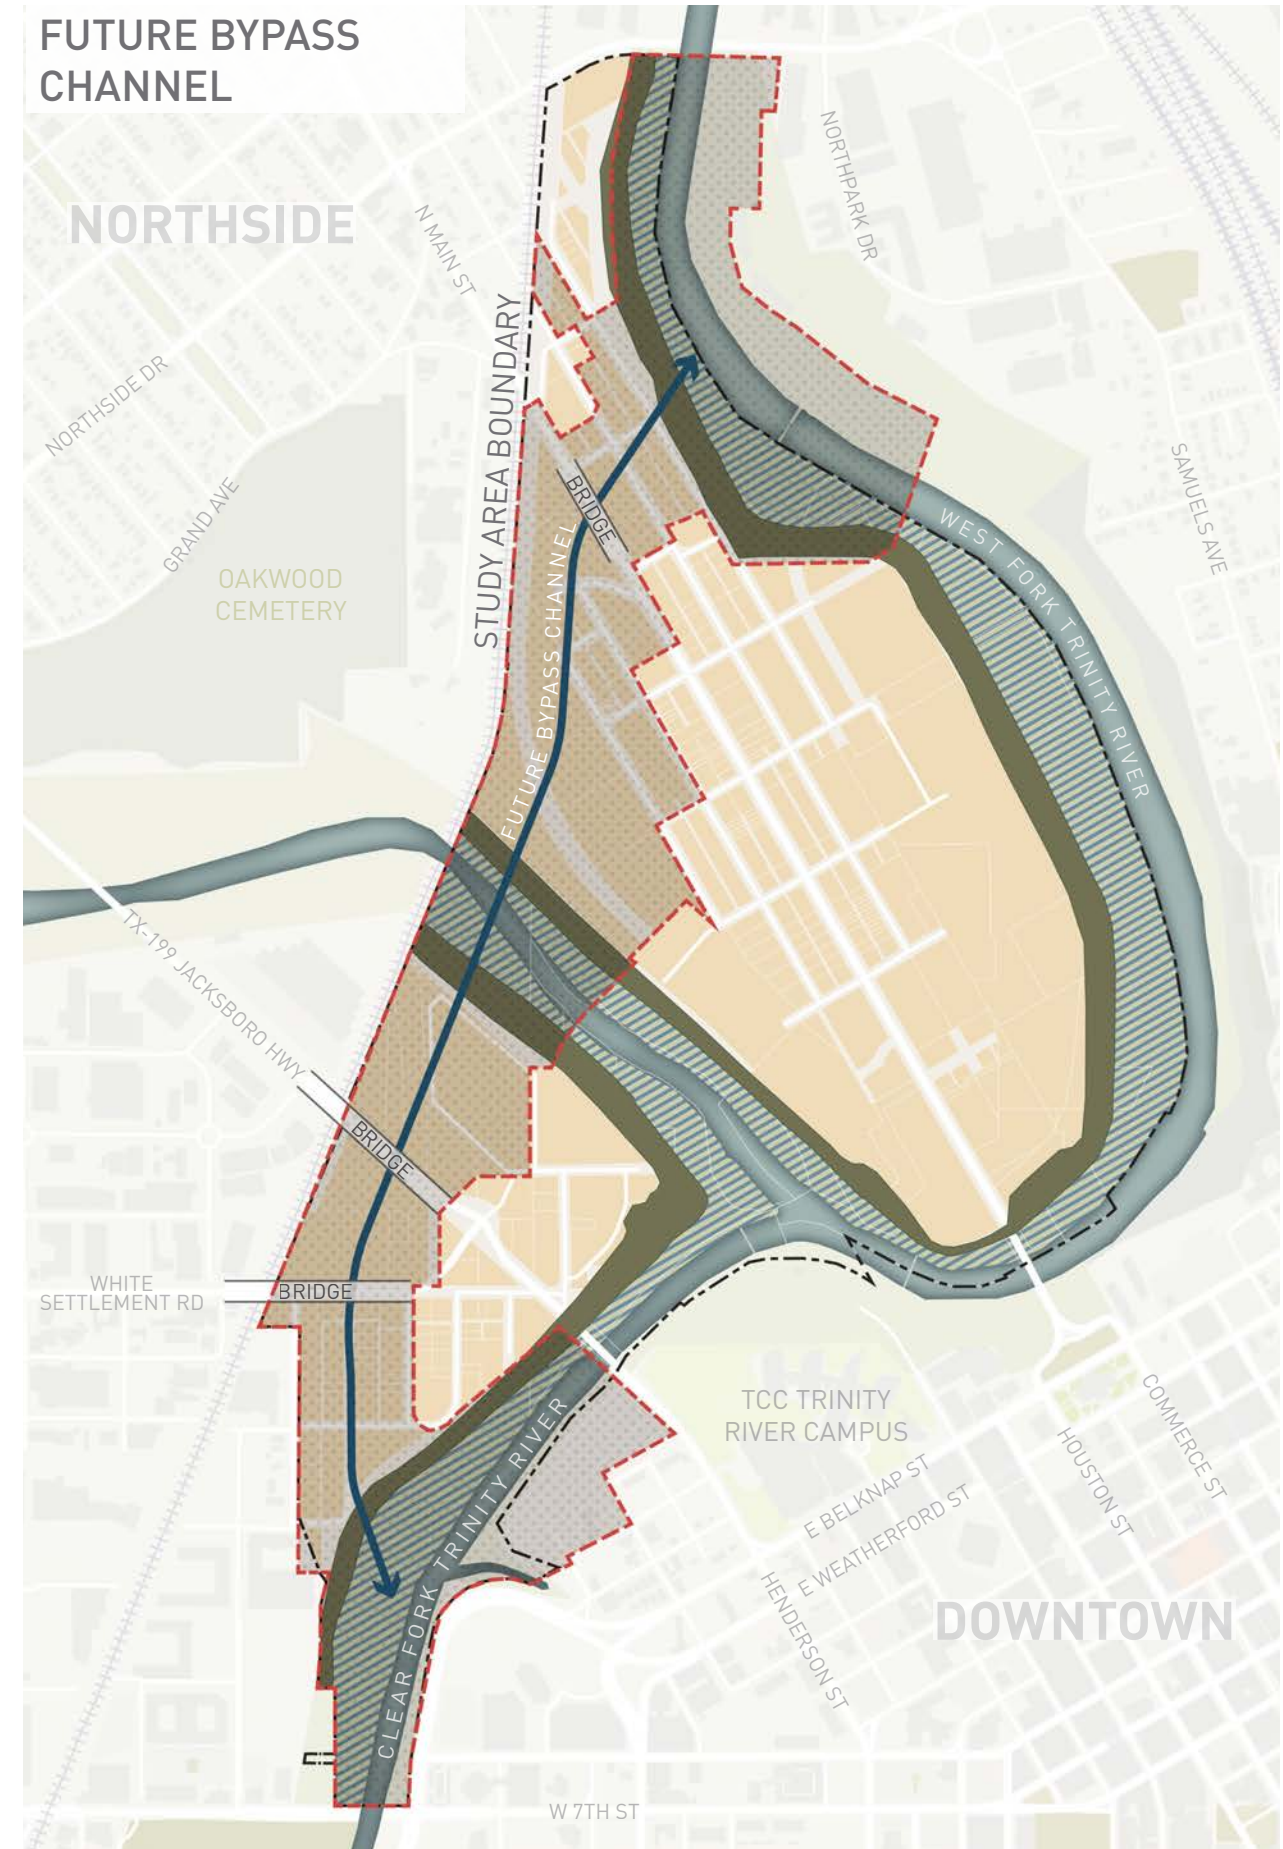 FUTURE BYPASS
CHANNEL
NORTHSIDE
N MAIN ST
NORTHPARK DR
STUDY AREA BOUNDARY
NORTHSIDE DR
GRAND AVE
SAMUELS AVE
BRIDGE
WEST FORK TRINITY RIVER
OAKWOOD
CEMETERY
FUTURE BYPASS CHANNEL
TX-199 JACKSBORO HWY
BRIDGE
WHITE
SETTLEMENT RD
BRIDGE
TCC TRINITY
RIVER CAMPUS
COMMERCE ST
HOUSTON ST
E BELKNAP ST
E WEATHERFORD ST
HENDERSON ST
DOWNTOWN
CLEAR FORK TRINITY RIVER
W 7TH ST